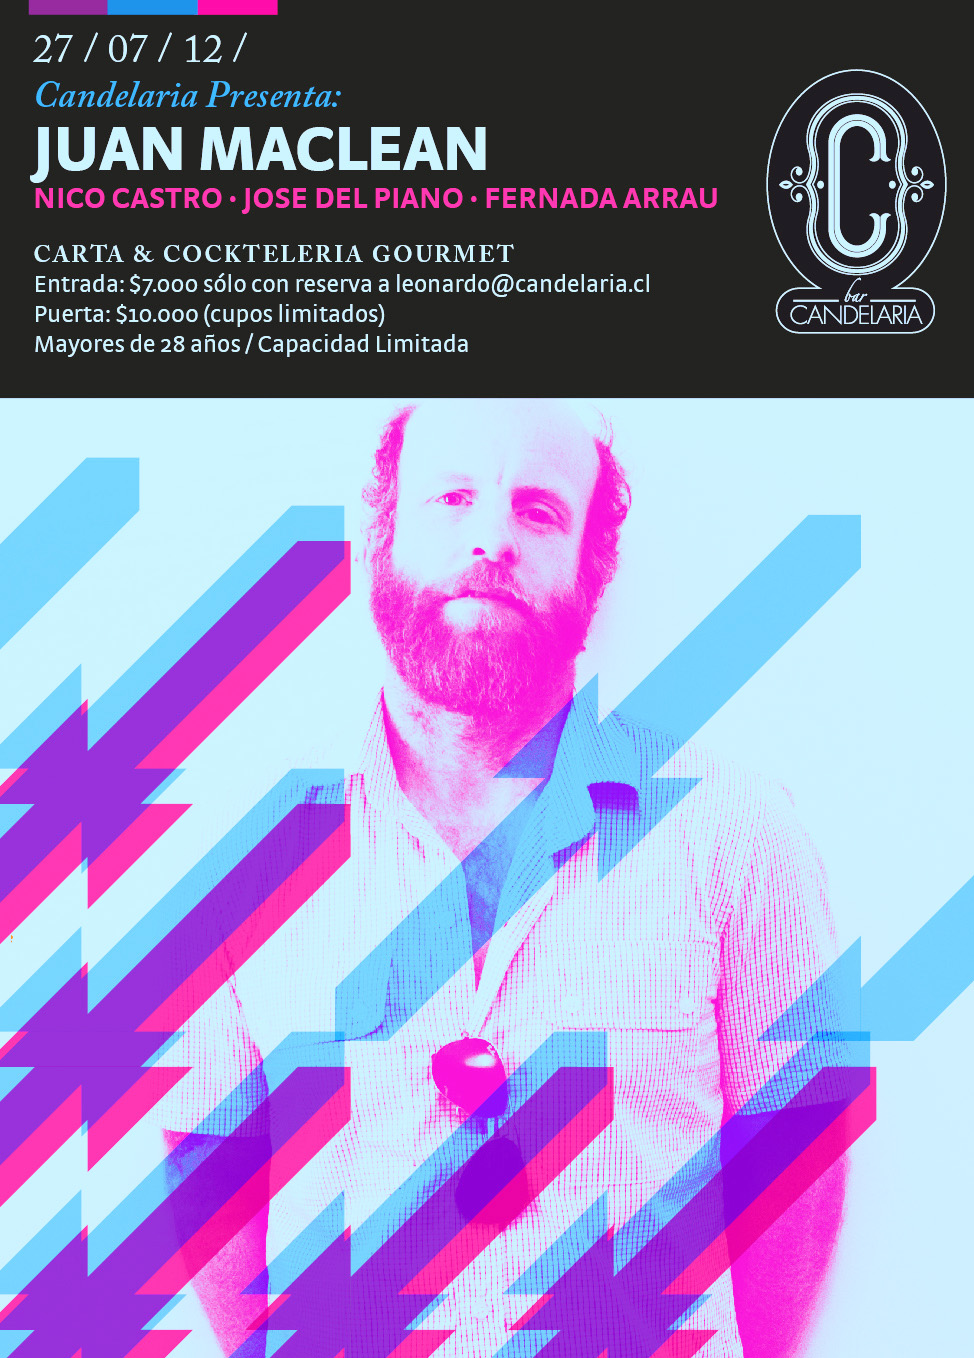 27 / 07 / 12 /
Candelaria Presenta:
JUAN MACLEAN
NICO CASTRO · JOSE DEL PIANO · FERNADA ARRAU
CARTA & COCKTELERIA GOURMET
Entrada: $7.000 sólo con reserva a leonardo@candelaria.cl
Puerta: $10.000 (cupos limitados)
Mayores de 28 años / Capacidad Limitada
C
bar
CANDELARIA